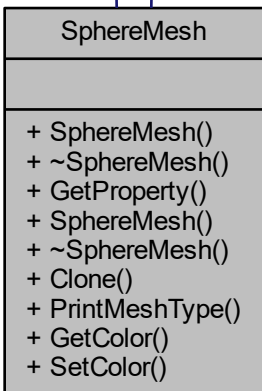 SphereMesh
+ SphereMesh()
+ ~SphereMesh()
+ GetProperty()
+ SphereMesh()
+ ~SphereMesh()
+ Clone()
+ PrintMeshType()
+ GetColor()
+ SetColor()